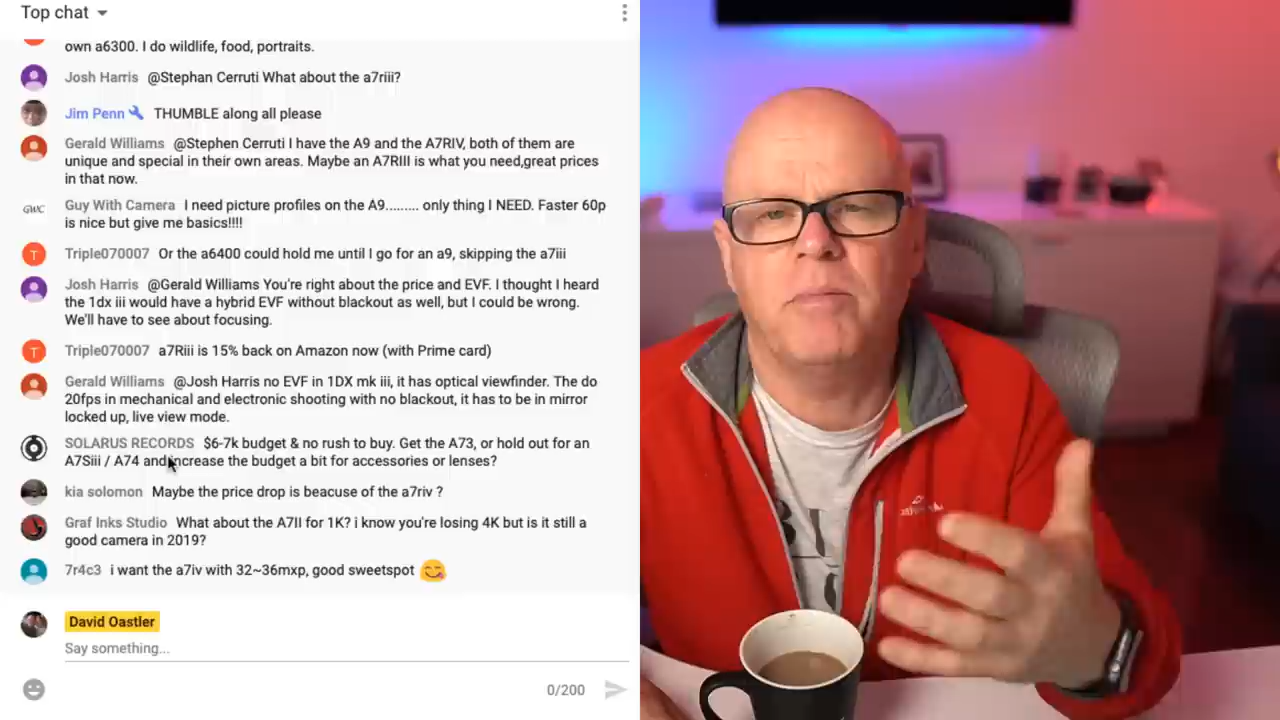 Top chat
own a6300. I do wildlife, food, portraits.
Josh Harris @Stephan Cerruti What about the a7riii?
Jim Penn THUMBLE along all please
Gerald Williams @Stephen Cerruti I have the A9 and the A7RIV, both of them are
unique and special in their own areas. Maybe an A7RIII is what you need,great prices
in that now.
GWC Guy With Camera I need picture profiles on the A9......... only thing I NEED. Faster 60p
is nice but give me basics!!!!
T Triple070007 Or the a6400 could hold me until I go for an a9, skipping the a7iii
Josh Harris @Gerald Williams You're right about the price and EVF. I thought I heard
the 1dx iii would have a hybrid EVF without blackout as well, but I could be wrong.
We'll have to see about focusing.
T Triple070007 a7Riii is 15% back on Amazon now (with Prime card)
Gerald Williams @Josh Harris no EVF in 1DX mk iii, it has optical viewfinder. The do
20fps in mechanical and electronic shooting with no blackout, it has to be in mirror
locked up, live view mode.
SOLARUS RECORDS $6-7k budget & no rush to buy. Get the A73, or hold out for an
A7Siii / A74 and increase the budget a bit for accessories or lenses?
kia solomon Maybe the price drop is beacuse of the a7riv ?
Graf Inks Studio What about the A7II for 1K? i know you're losing 4K but is it still a
good camera in 2019?
7r4c3 i want the a7iv with 32~36mxp, good sweetspot 😋
David Oastler
Say something...
0/200